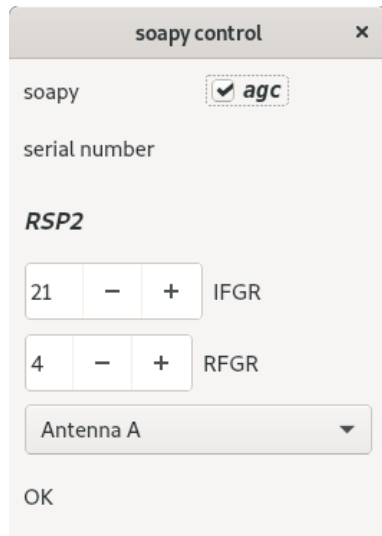 soapy control ×
soapy agc
serial number
RSP2
21 − + IFGR
4 − + RFGR
Antenna A
OK